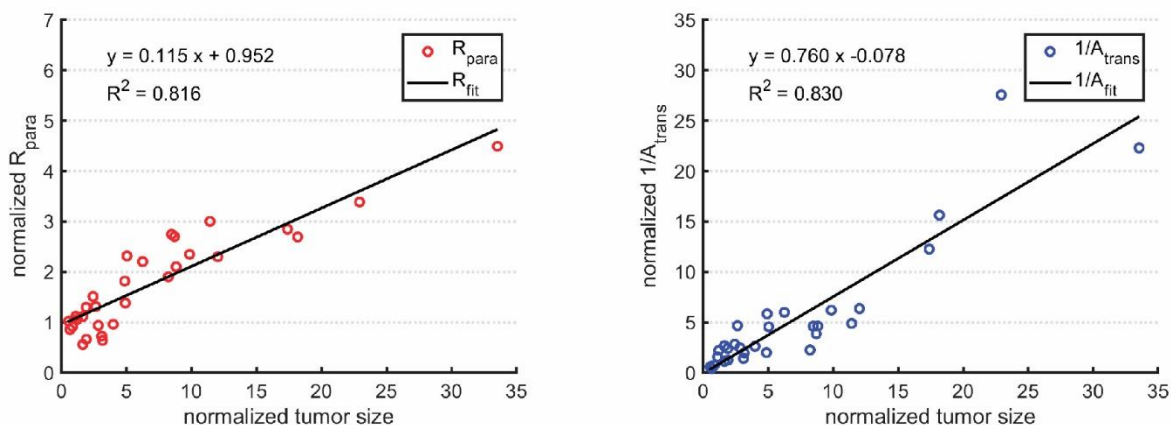 7
6
5
4
3
2
1
0
normalized R_para
y = 0.115 x + 0.952
R² = 0.816
R_para
R_fit
0 5 10 15 20 25 30 35
normalized tumor size
35
30
25
20
15
10
5
0
normalized 1/A_trans
y = 0.760 x -0.078
R² = 0.830
1/A_trans
1/A_fit
0 5 10 15 20 25 30 35
normalized tumor size